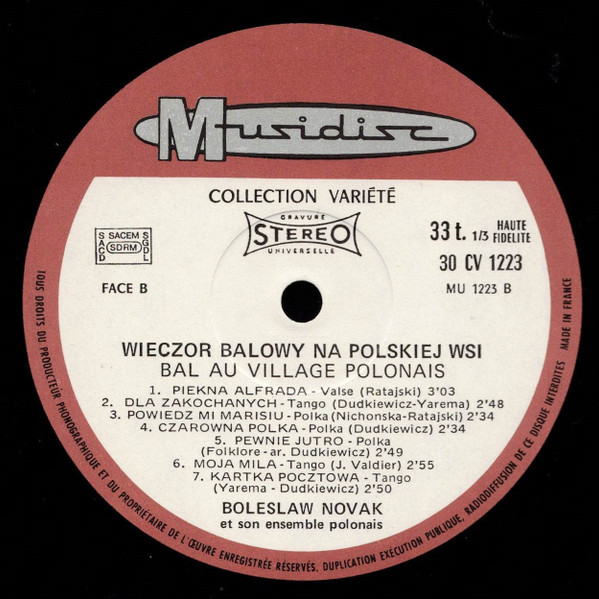 Musidisc
COLLECTION VARIÉTÉ
GRAVURE
STEREO
UNIVERSELLE
SACEM
SACD
SDRM
SGDL
33 t. 1/3 HAUTE FIDELITE
30 CV 1223
FACE B
MU 1223 B
WIECZOR BALOWY NA POLSKIEJ WSI
BAL AU VILLAGE POLONAIS
1. PIEKNA ALFRADA - Valse (Ratajski) 3'03
2. DLA ZAKOCHANYCH - Tango (Dudkiewicz-Yarema) 2'48
3. POWIEDZ MI MARISIU - Polka (Nichonska-Ratajski) 2'34
4. CZAROWNA POLKA - Polka (Dudkiewicz) 2'34
5. PEWNIE JUTRO - Polka
(Folklore - ar. Dudkiewicz) 2'49
6. MOJA MILA - Tango (J. Valdier) 2'55
7. KARTKA POCZTOWA - Tango
(Yarema - Dudkiewicz) 2'50
BOLESLAW NOVAK
et son ensemble polonais
TOUS DROITS DU PRODUCTEUR PHONOGRAPHIQUE ET DU PROPRIÉTAIRE DE L'ŒUVRE ENREGISTRÉE RÉSERVÉS. DUPLICATION EXECUTION PUBLIQUE, RADIODIFFUSION DE CE DISQUE INTERDITES
MADE IN FRANCE